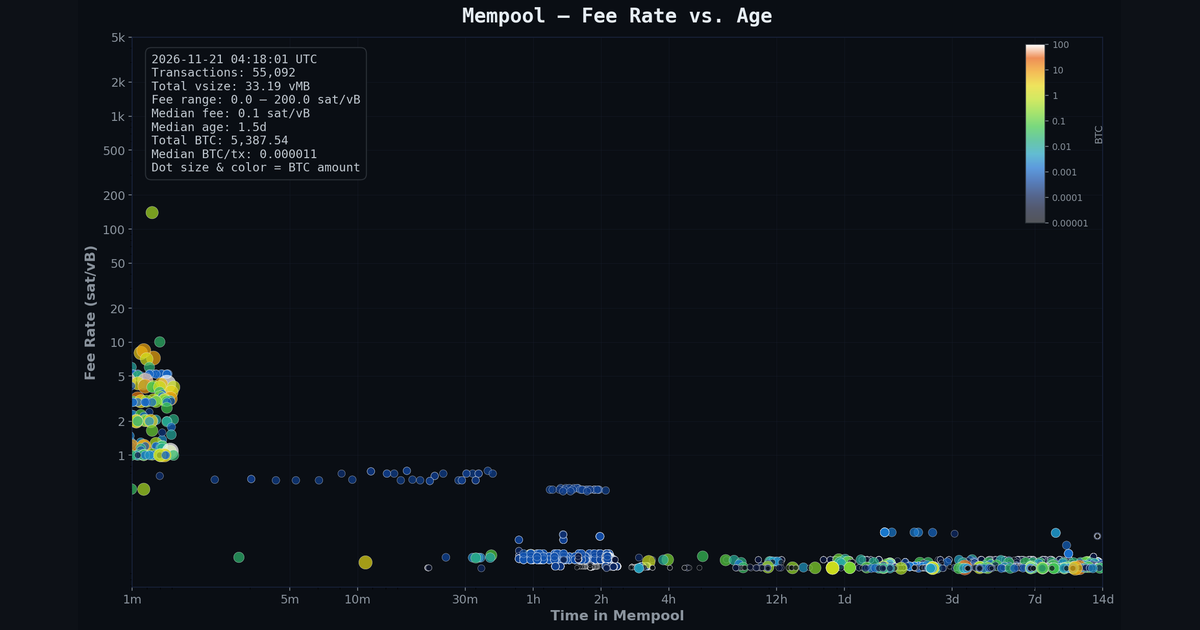 Mempool — Fee Rate vs. Age
2026-11-21 04:18:01 UTC
Transactions: 55,092
Total vsize: 33.19 vMB
Fee range: 0.0 – 200.0 sat/vB
Median fee: 0.1 sat/vB
Median age: 1.5d
Total BTC: 5,387.54
Median BTC/tx: 0.000011
Dot size & color = BTC amount
5k
2k
1k
500
200
100
50
20
10
5
2
1
Fee Rate (sat/vB)
100
10
1
0.1
0.01
0.001
0.0001
0.00001
BTC
1m 5m 10m 30m 1h 2h 4h 12h 1d 3d 7d 14d
Time in Mempool